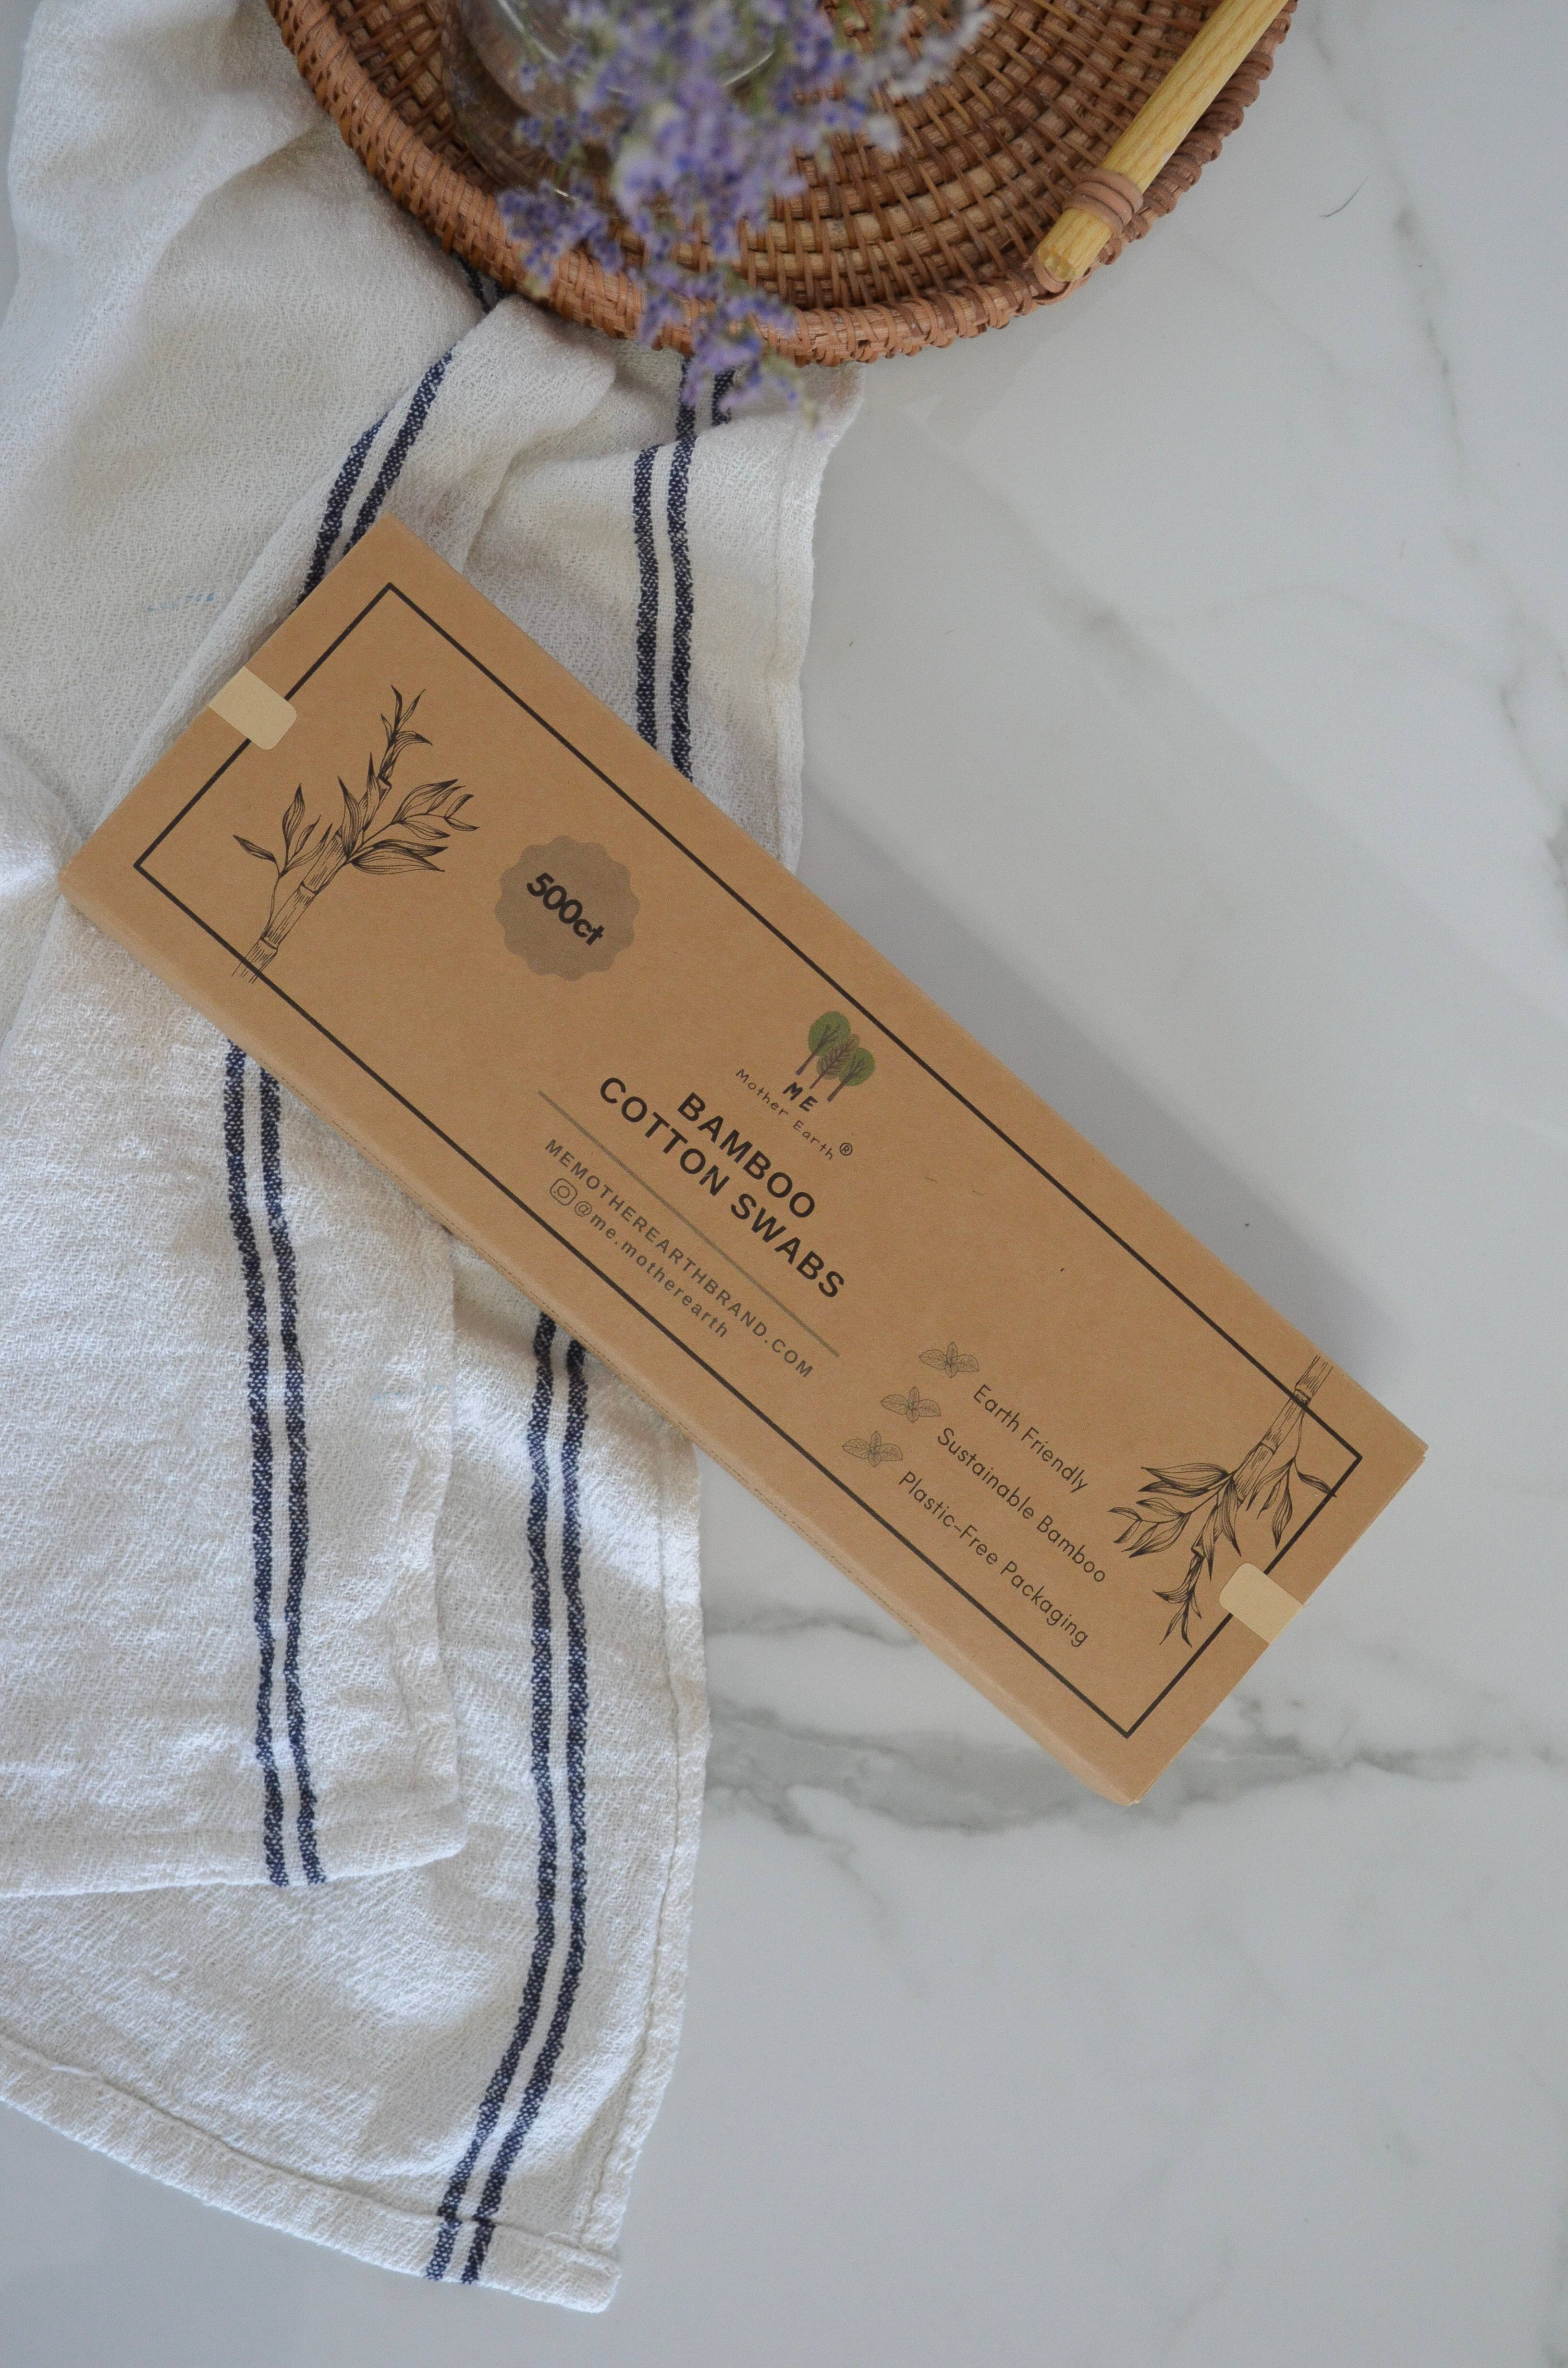 500ct
ME
Mother Earth®
BAMBOO
COTTON SWABS
MEMOTHEREARTHBRAND.COM
@me.motherearth
Earth Friendly
Sustainable Bamboo
Plastic-Free Packaging